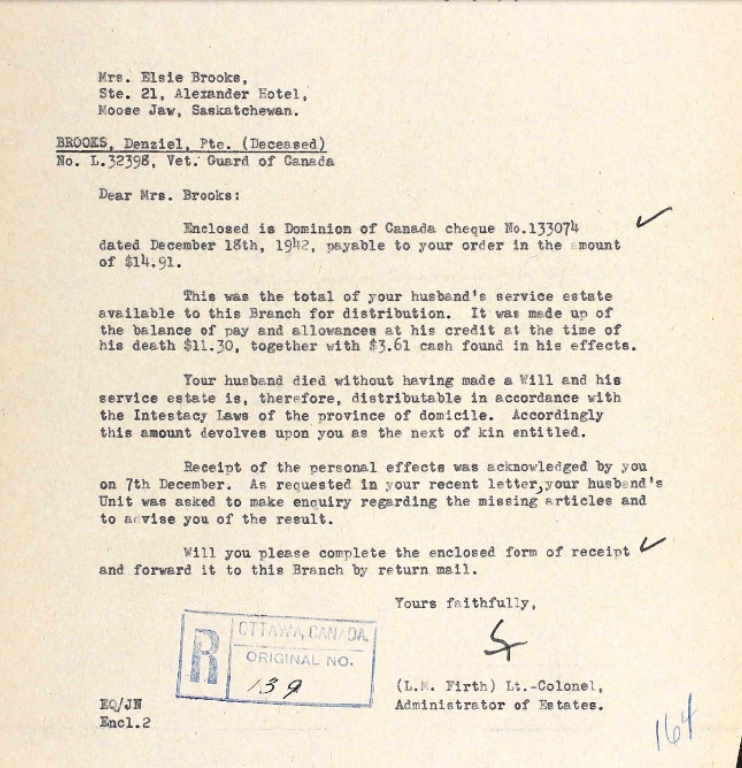 Mrs. Elsie Brooks,
Ste. 21, Alexander Hotel,
Moose Jaw, Saskatchewan.
BROOKS, Denziel, Pte. (Deceased)
No. L.32398, Vet. Guard of Canada
Dear Mrs. Brooks:
Enclosed is Dominion of Canada cheque No.133074
dated December 18th, 1942, payable to your order in the amount
of $14.91.
This was the total of your husband's service estate
available to this Branch for distribution. It was made up of
the balance of pay and allowances at his credit at the time of
his death $11.30, together with $3.61 cash found in his effects.
Your husband died without having made a Will and his
service estate is, therefore, distributable in accordance with
the Intestacy Laws of the province of domicile. Accordingly
this amount devolves upon you as the next of kin entitled.
Receipt of the personal effects was acknowledged by you
on 7th December. As requested in your recent letter, your husband's
Unit was asked to make enquiry regarding the missing articles and
to advise you of the result.
Will you please complete the enclosed form of receipt
and forward it to this Branch by return mail.
Yours faithfully,
R
OTTAWA, CANADA.
ORIGINAL NO.
139
(L.M. Firth) Lt.-Colonel,
Administrator of Estates.
EQ/JN
Encl.2
164